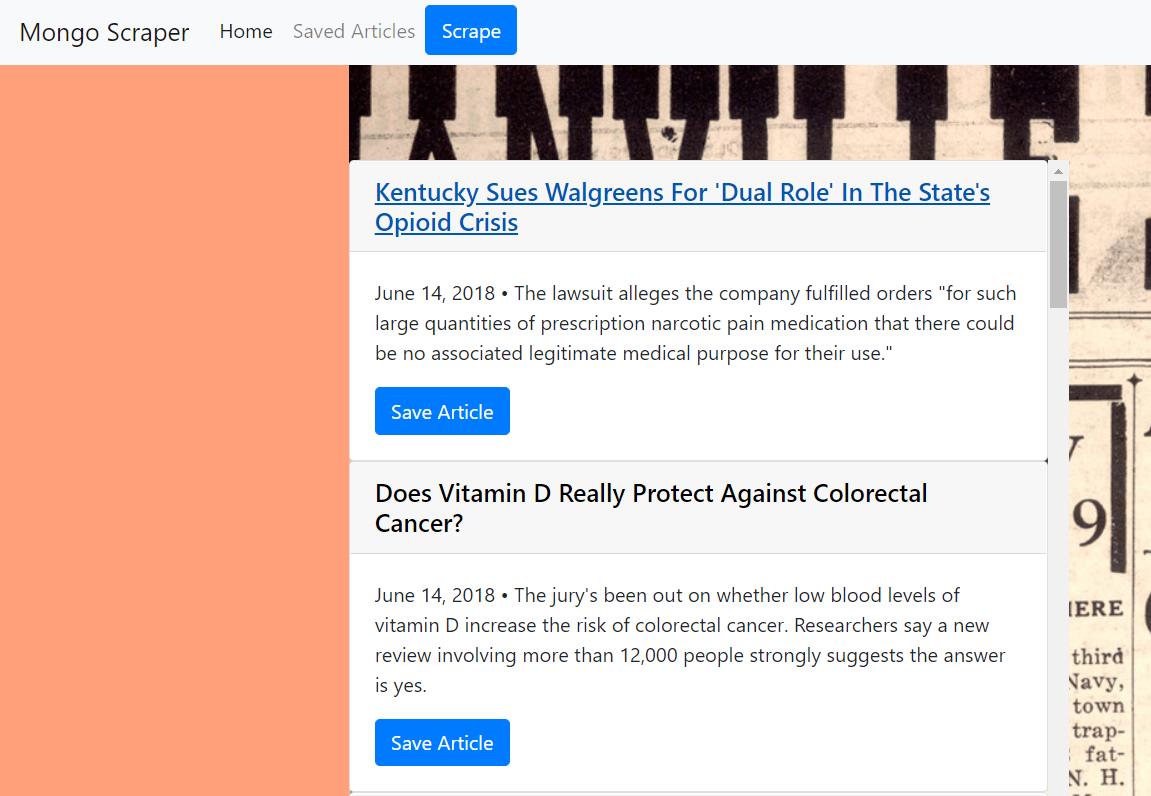 Mongo Scraper Home Saved Articles Scrape
Kentucky Sues Walgreens For 'Dual Role' In The State's
Opioid Crisis
June 14, 2018 • The lawsuit alleges the company fulfilled orders "for such
large quantities of prescription narcotic pain medication that there could
be no associated legitimate medical purpose for their use."
Save Article
Does Vitamin D Really Protect Against Colorectal
Cancer?
June 14, 2018 • The jury's been out on whether low blood levels of
vitamin D increase the risk of colorectal cancer. Researchers say a new
review involving more than 12,000 people strongly suggests the answer
is yes.
Save Article
9
third
Navy,
town
trap-
fat-
N. H.